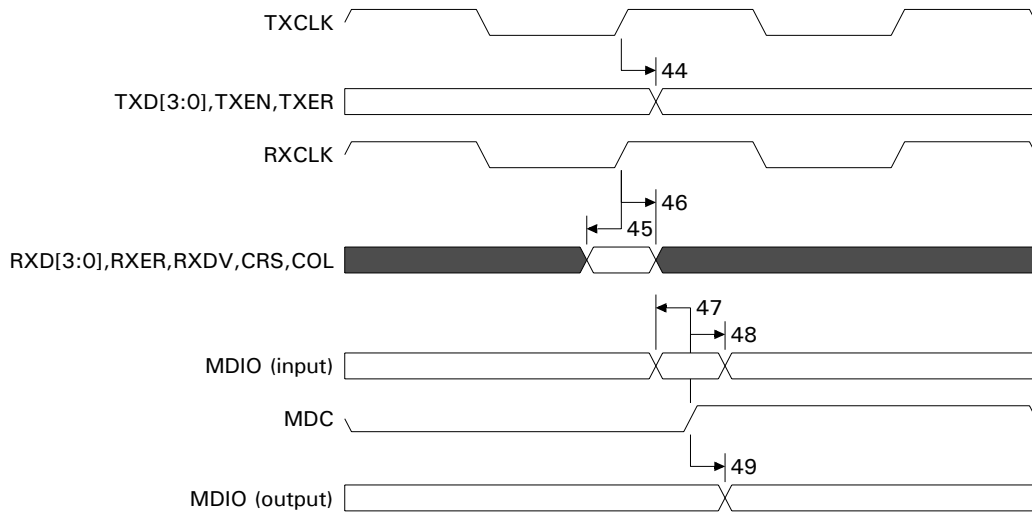 TXCLK
44
TXD[3:0],TXEN,TXER
RXCLK
46
45
RXD[3:0],RXER,RXDV,CRS,COL
47
48
MDIO (input)
MDC
49
MDIO (output)